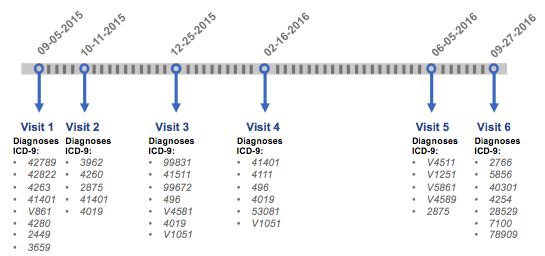 09-05-2015
10-11-2015
12-25-2015
02-16-2016
06-05-2016
09-27-2016
Visit 1
Diagnoses
ICD-9:
• 42789
• 42822
• 4263
• 41401
• V861
• 4280
• 2449
• 3659
Visit 2
Diagnoses
ICD-9:
• 3962
• 4260
• 2875
• 41401
• 4019
Visit 3
Diagnoses
ICD-9:
• 99831
• 41511
• 99672
• 496
• V4581
• 4019
• V1051
Visit 4
Diagnoses
ICD-9:
• 41401
• 4111
• 496
• 4019
• 53081
• V1051
Visit 5
Diagnoses
ICD-9:
• V4511
• V1251
• V5861
• V4589
• 2875
Visit 6
Diagnoses
ICD-9:
• 2766
• 5856
• 40301
• 4254
• 28529
• 7100
• 78909